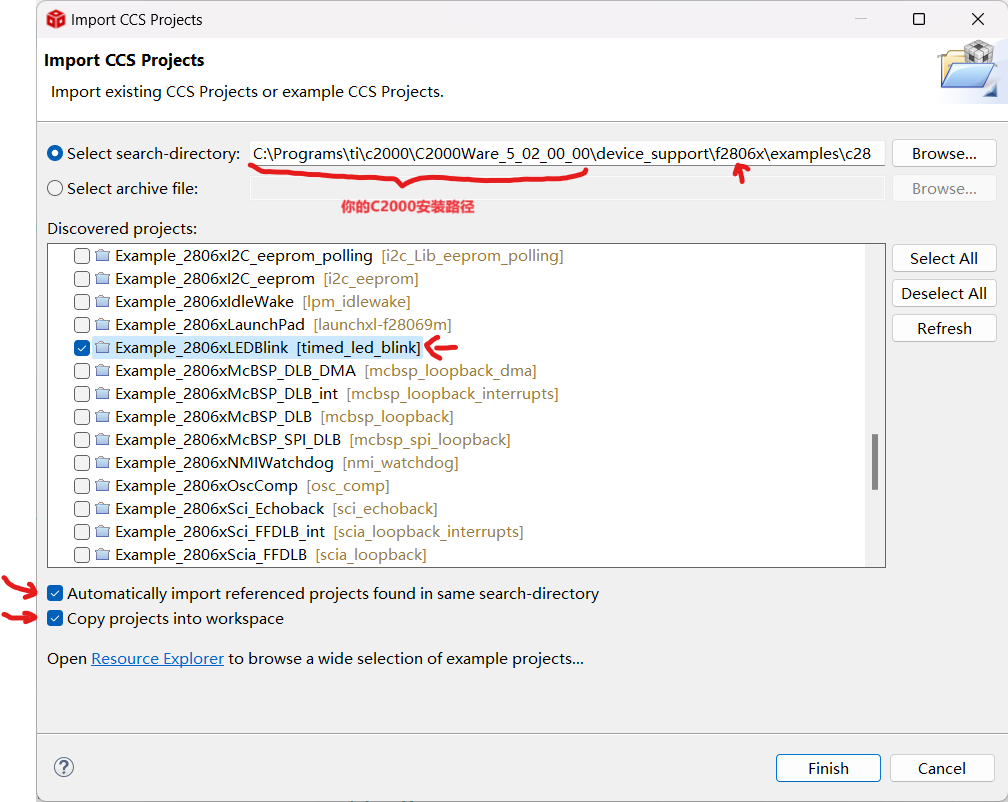 Import CCS Projects
Import CCS Projects
Import existing CCS Projects or example CCS Projects.
Select search-directory: C:\Programs\ti\c2000\C2000Ware_5_02_00_00\device_support\f2806x\examples\c28 Browse...
Select archive file: Browse...
你的C2000安装路径
Discovered projects:
Example_2806xI2C_eeprom_polling [i2c_Lib_eeprom_polling]
Select All
Example_2806xI2C_eeprom [i2c_eeprom]
Example_2806xIdleWake [lpm_idlewake]
Deselect All
Example_2806xLaunchPad [launchxl-f28069m]
Refresh
Example_2806xLEDBlink [timed_led_blink]
Example_2806xMcBSP_DLB_DMA [mcbsp_loopback_dma]
Example_2806xMcBSP_DLB_int [mcbsp_loopback_interrupts]
Example_2806xMcBSP_DLB [mcbsp_loopback]
Example_2806xMcBSP_SPI_DLB [mcbsp_spi_loopback]
Example_2806xNMIWatchdog [nmi_watchdog]
Example_2806xOscComp [osc_comp]
Example_2806xSci_Echoback [sci_echoback]
Example_2806xSci_FFDLB_int [scia_loopback_interrupts]
Example_2806xScia_FFDLB [scia_loopback]
Automatically import referenced projects found in same search-directory
Copy projects into workspace
Open Resource Explorer to browse a wide selection of example projects...
? Finish Cancel